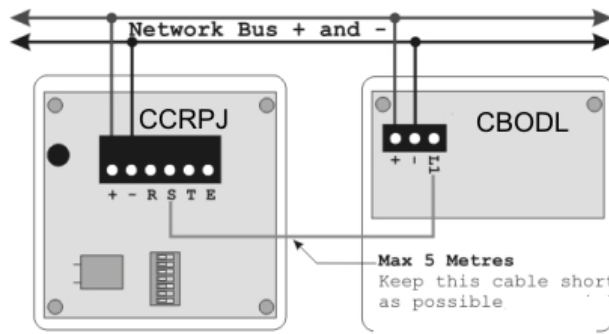 Network Bus + and -
CCRPJ
CBODL
+ - R S T E
+ - L1
Max 5 Metres
Keep this cable short
as possible